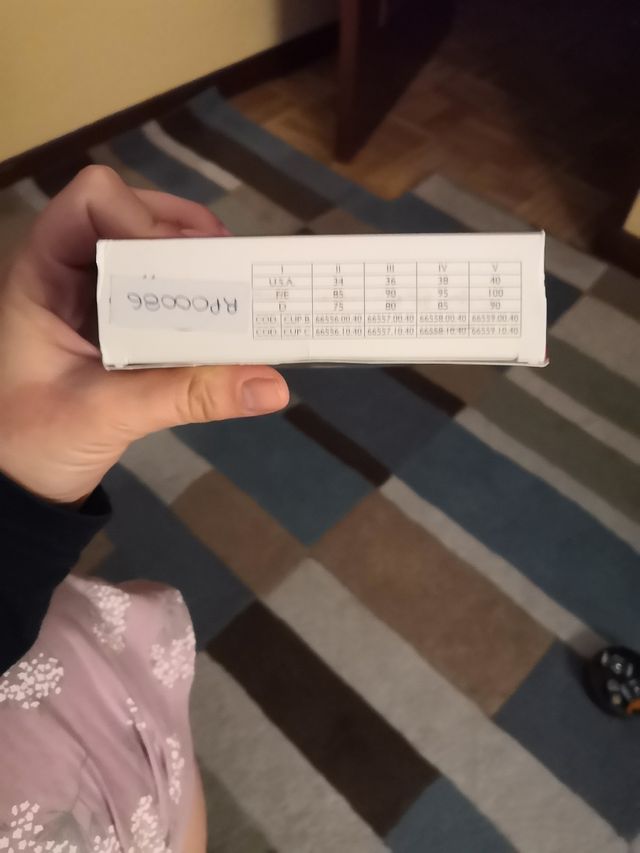 RP00086
I II III IV V
U.S.A. 34 36 38 40
F/E 85 90 95 100
D 75 80 85 90
COD. CUP B 66556.00.40 66557.00.40 66558.00.40 66559.00.40
COD. CUP C 66556.10.40 66557.10.40 66558.10.40 66559.10.40